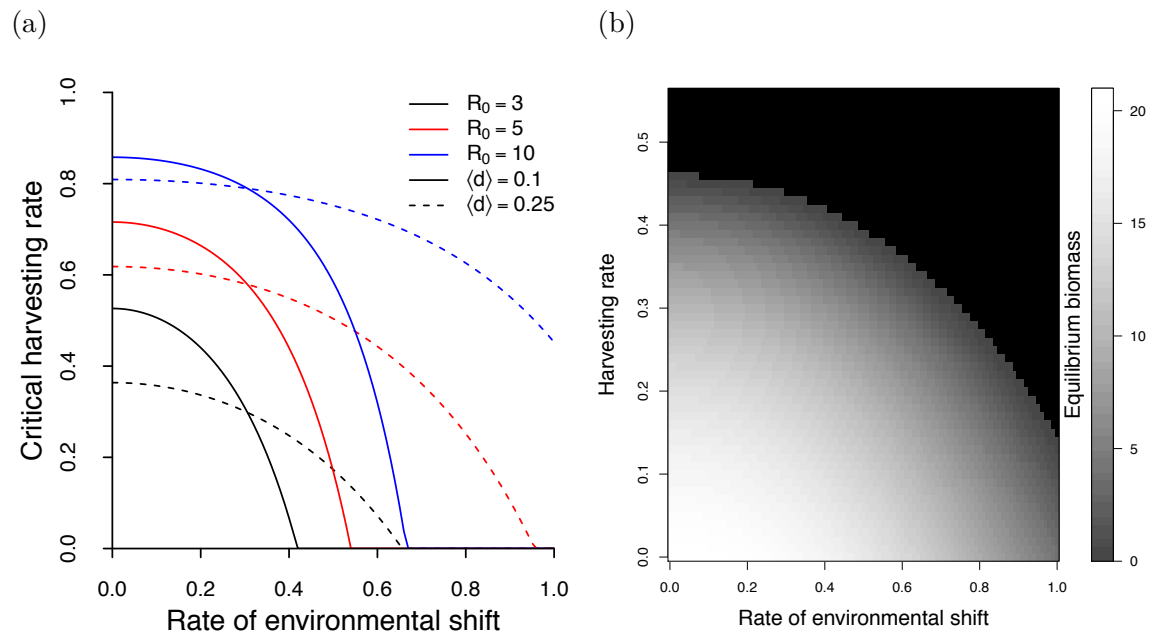 (a)
Critical harvesting rate
1.0
0.8
0.6
0.4
0.2
0.0
R₀ = 3
R₀ = 5
R₀ = 10
⟨d⟩ = 0.1
⟨d⟩ = 0.25
0.0 0.2 0.4 0.6 0.8 1.0
Rate of environmental shift
(b)
Harvesting rate
0.5
0.4
0.3
0.2
0.1
0.0
0.0 0.2 0.4 0.6 0.8 1.0
Rate of environmental shift
Equilibrium biomass
20
15
10
5
0